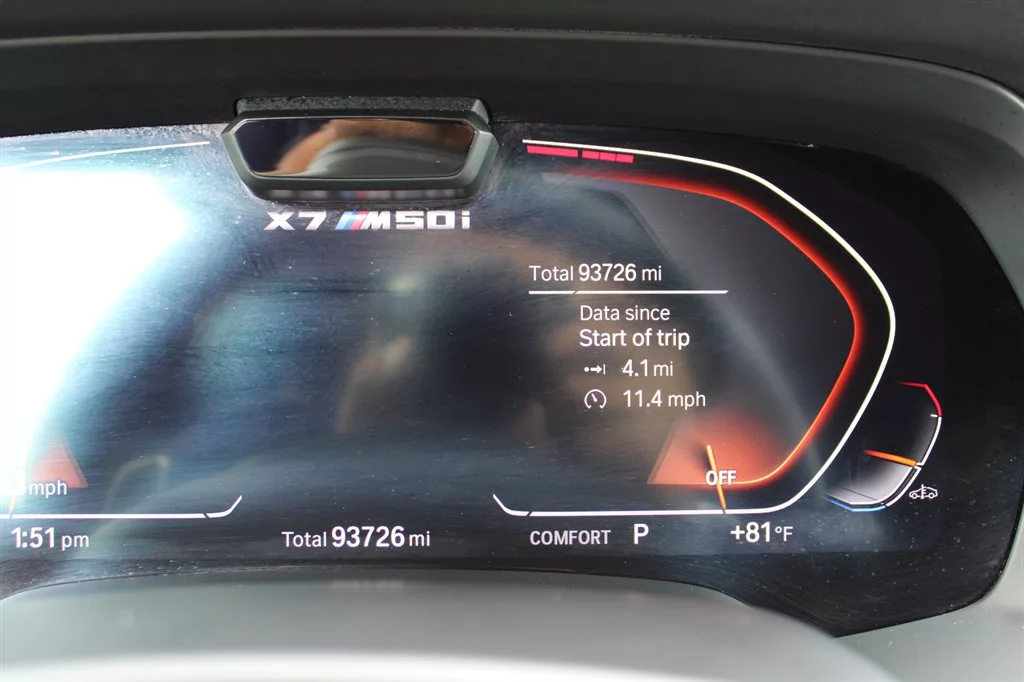 X7 M50i
Total 93726 mi
Data since
Start of trip
4.1 mi
11.4 mph
OFF
mph
1:51 pm
Total 93726 mi
COMFORT P
+81°F